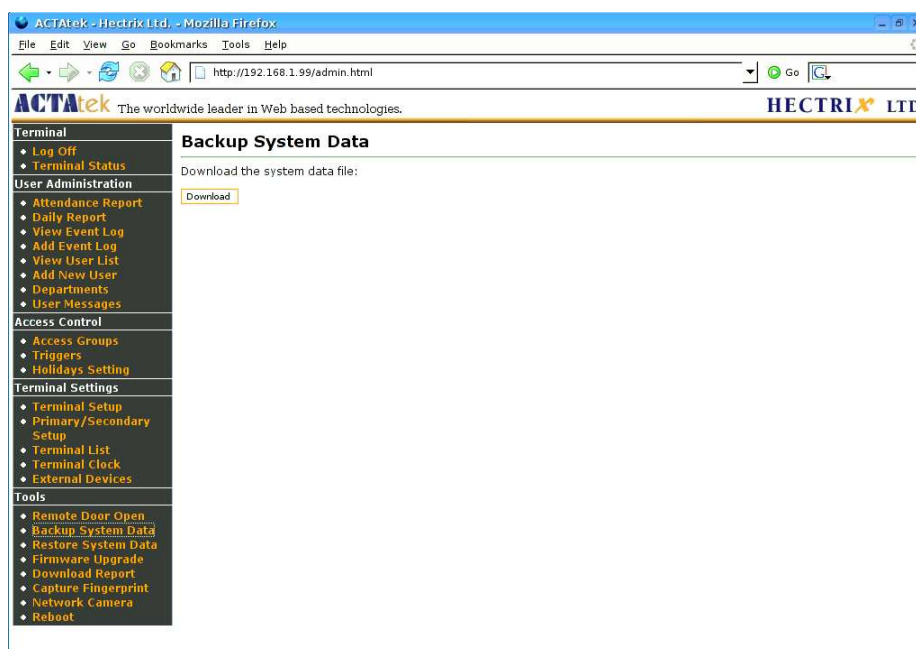 ACTAtek - Hectrix Ltd. - Mozilla Firefox
File Edit View Go Bookmarks Tools Help
http://192.168.1.99/admin.html
Go
ACTAtek The worldwide leader in Web based technologies.
HECTRIX LTD
Terminal
Log Off
Terminal Status
User Administration
Attendance Report
Daily Report
View Event Log
Add Event Log
View User List
Add New User
Departments
User Messages
Access Control
Access Groups
Triggers
Holidays Setting
Terminal Settings
Terminal Setup
Primary/Secondary
Setup
Terminal List
Terminal Clock
External Devices
Tools
Remote Door Open
Backup System Data
Restore System Data
Firmware Upgrade
Download Report
Capture Fingerprint
Network Camera
Reboot
Backup System Data
Download the system data file:
Download